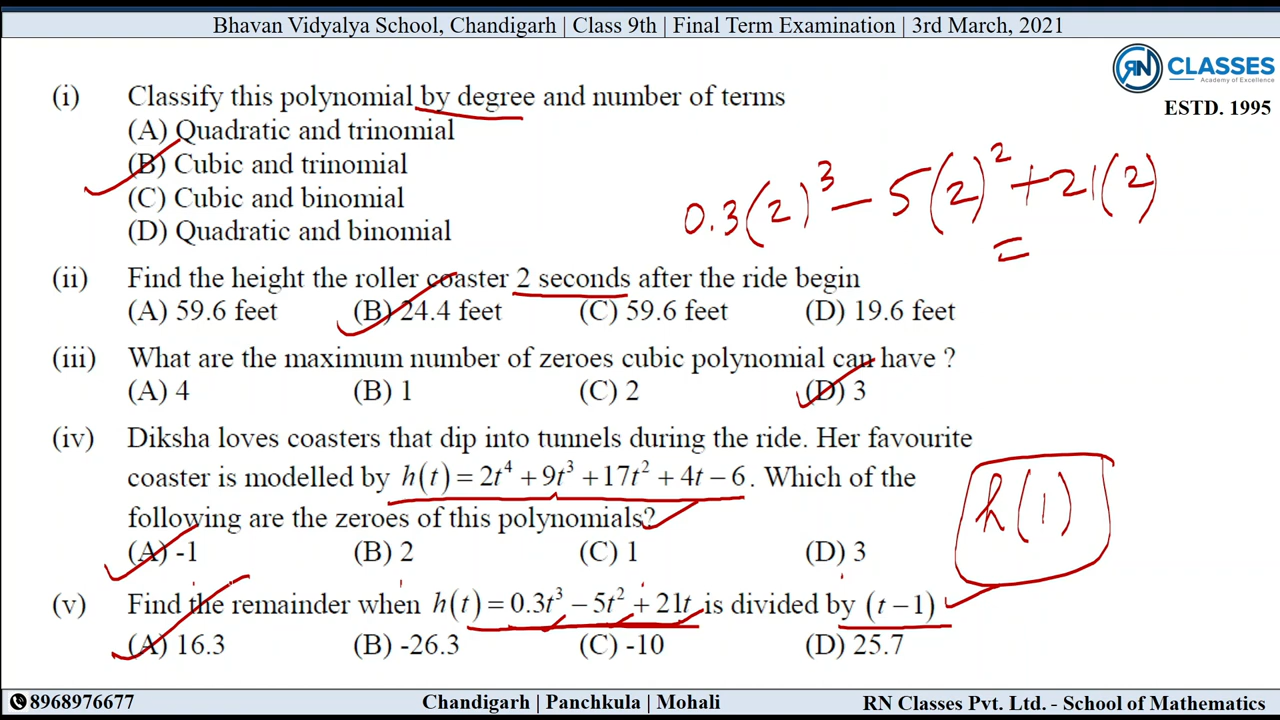 Bhavan Vidyalya School, Chandigarh | Class 9th | Final Term Examination | 3rd March, 2021
RN CLASSES
Academy of Excellence
ESTD. 1995
(i) Classify this polynomial by degree and number of terms
(A) Quadratic and trinomial
(B) Cubic and trinomial
(C) Cubic and binomial
(D) Quadratic and binomial
0.3(2)³ − 5(2)² + 21(2)
=
(ii) Find the height the roller coaster 2 seconds after the ride begin
(A) 59.6 feet (B) 24.4 feet (C) 59.6 feet (D) 19.6 feet
(iii) What are the maximum number of zeroes cubic polynomial can have ?
(A) 4 (B) 1 (C) 2 (D) 3
(iv) Diksha loves coasters that dip into tunnels during the ride. Her favourite
coaster is modelled by h(t) = 2t⁴ + 9t³ + 17t² + 4t − 6. Which of the
following are the zeroes of this polynomials?
(A) -1 (B) 2 (C) 1 (D) 3
h(1)
(v) Find the remainder when h(t) = 0.3t³ − 5t² + 21t is divided by (t − 1)
(A) 16.3 (B) -26.3 (C) -10 (D) 25.7
8968976677 Chandigarh | Panchkula | Mohali RN Classes Pvt. Ltd. - School of Mathematics